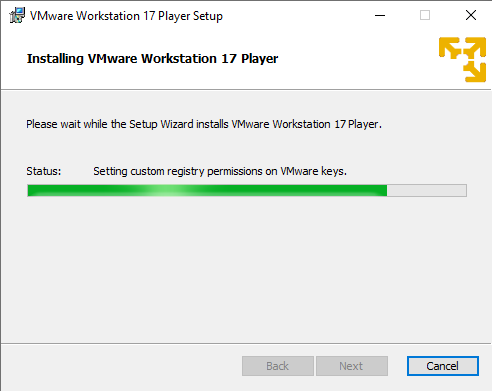 VMware Workstation 17 Player Setup
Installing VMware Workstation 17 Player
Please wait while the Setup Wizard installs VMware Workstation 17 Player.
Status: Setting custom registry permissions on VMware keys.
Back Next Cancel